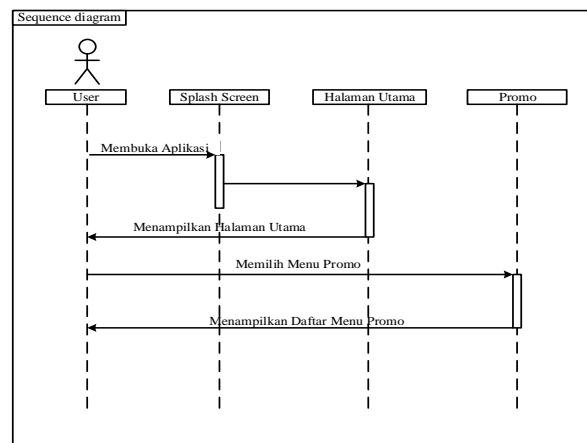 Sequence diagram
User
Splash Screen
Halaman Utama
Promo
Membuka Aplikasi
Menampilkan Halaman Utama
Memilih Menu Promo
Menampilkan Daftar Menu Promo